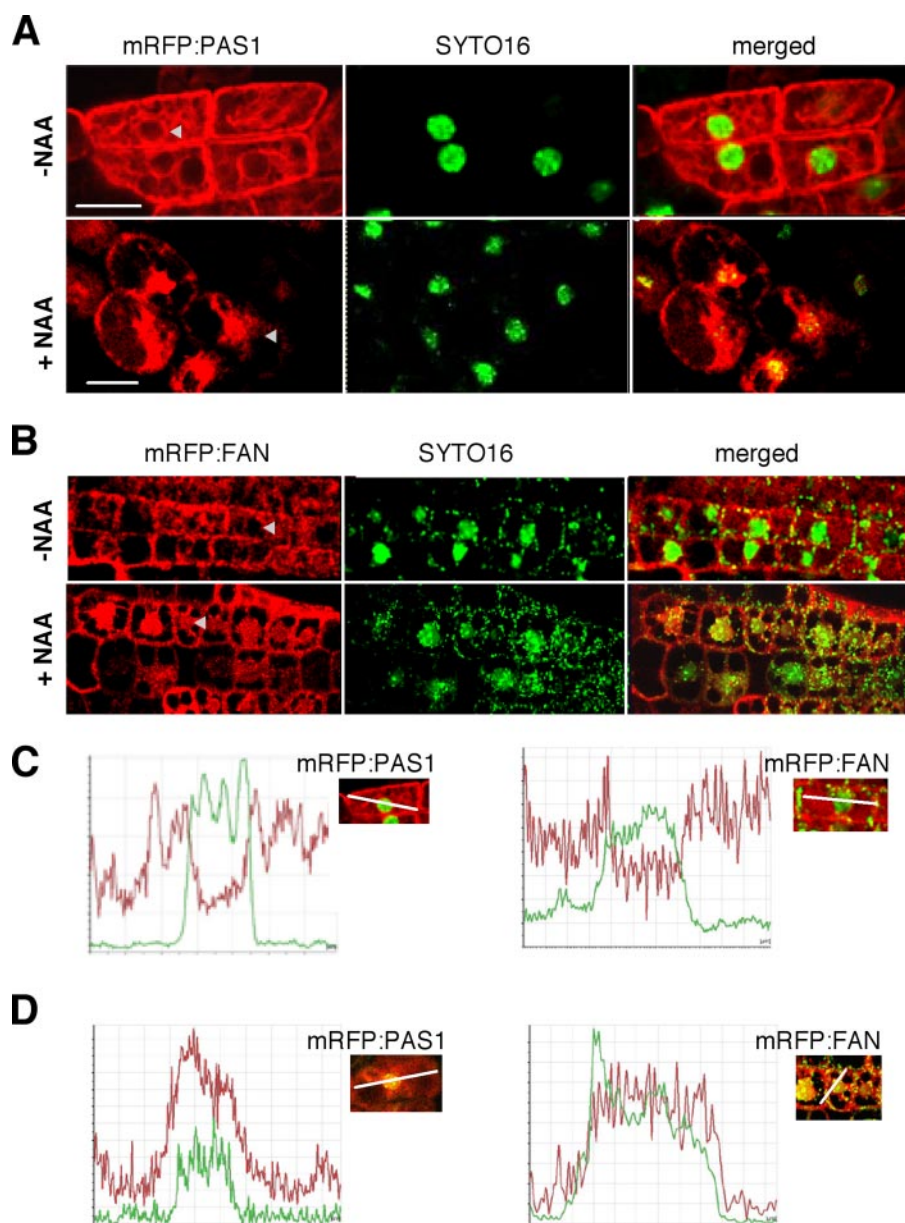 A
mRFP:PAS1 SYTO16 merged
-NAA
+ NAA
B
mRFP:FAN SYTO16 merged
-NAA
+ NAA
C
mRFP:PAS1 mRFP:FAN
D
mRFP:PAS1 mRFP:FAN